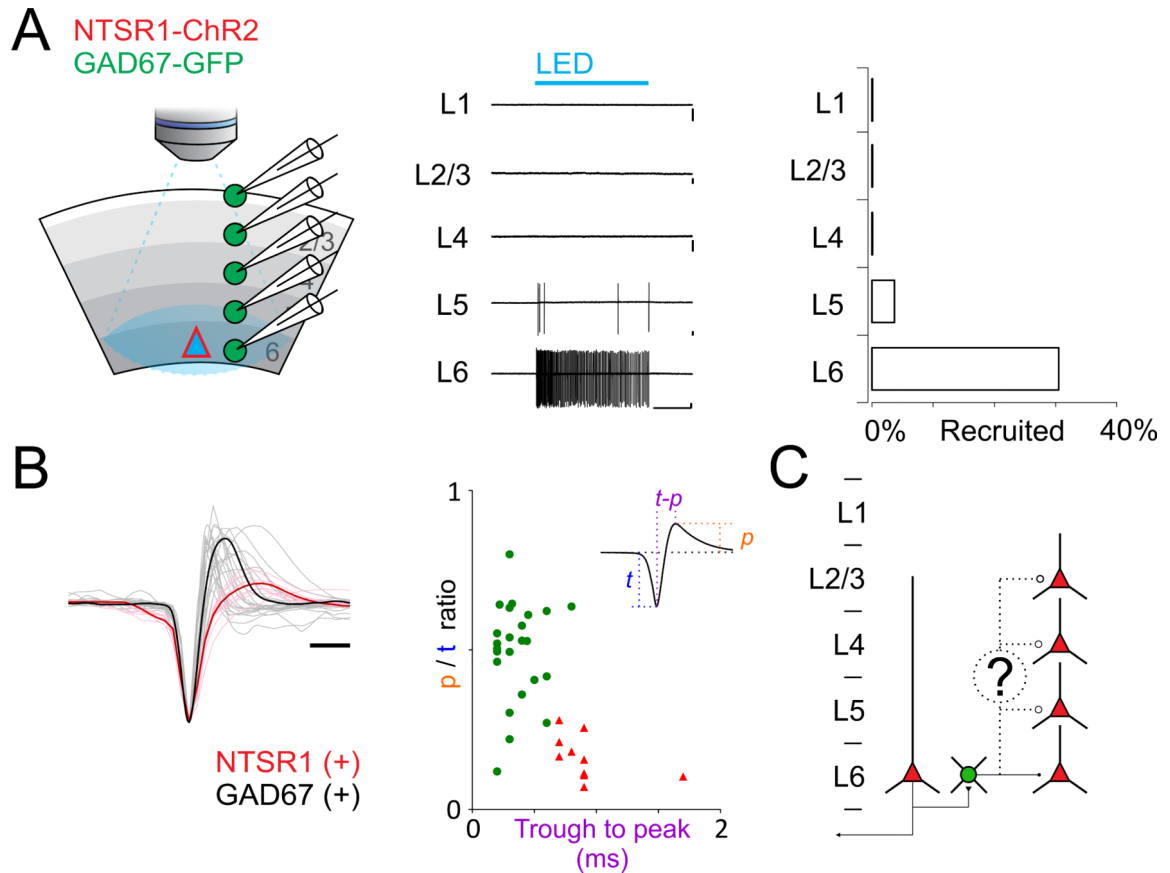 A
NTSR1-ChR2
GAD67-GFP
2/3
4
6
LED
L1
L2/3
L4
L5
L6
L1
L2/3
L4
L5
L6
0% Recruited 40%
B
NTSR1 (+)
GAD67 (+)
1
p / t ratio
0
0 Trough to peak 2
(ms)
t-p
p
t
C
L1
L2/3
L4
L5
L6
?